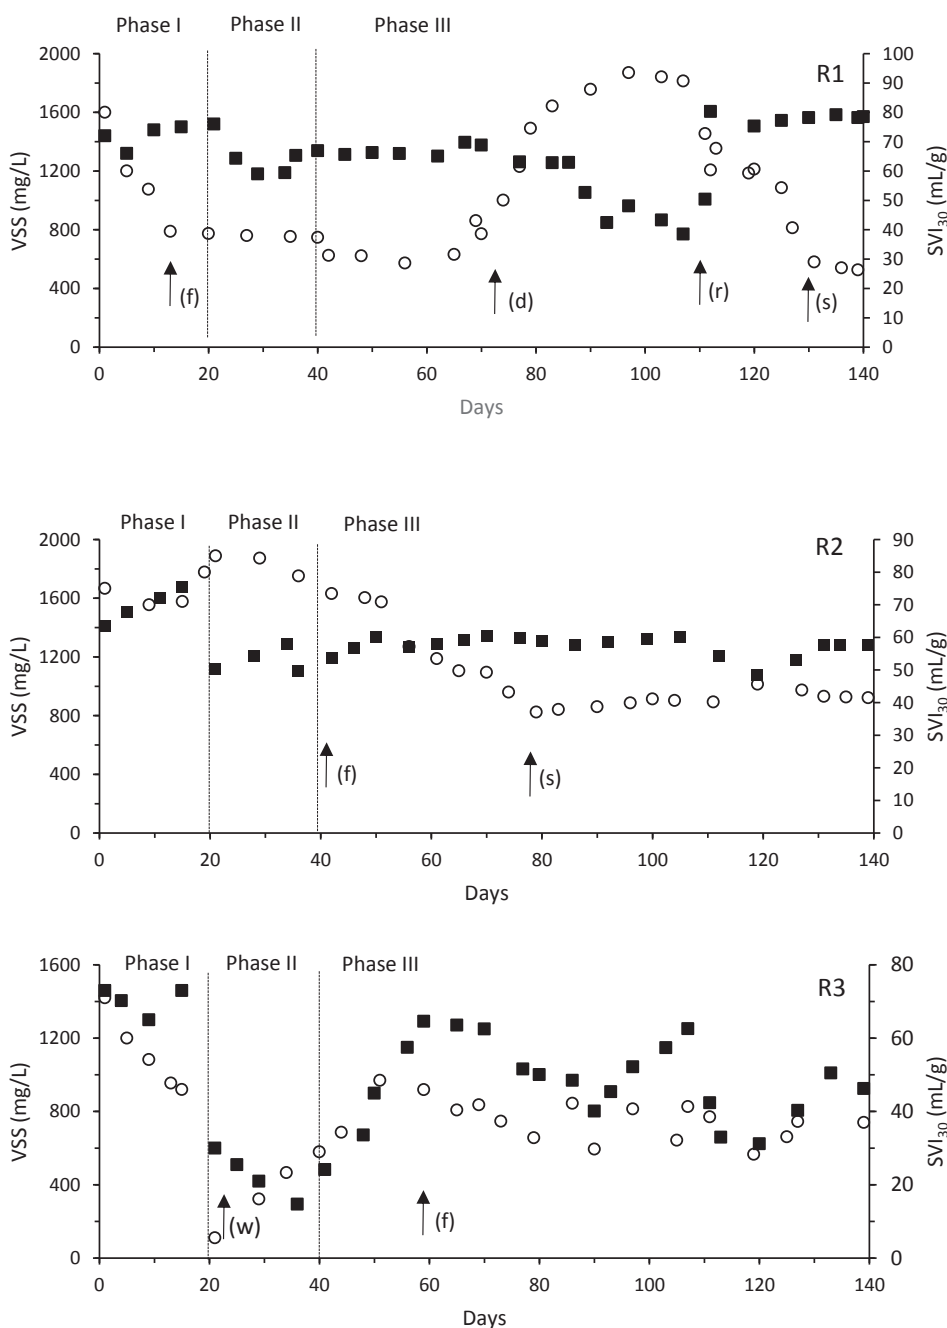 Phase I Phase II Phase III
2000 100
R1
90
1600 80
70
1200 60
VSS (mg/L) 50 SVI30 (mL/g)
800 40
(f) (d) (r) (s)
30
400 20
10
0 0
0 20 40 60 80 100 120 140
Days
Phase I Phase II Phase III
2000 90
R2
80
1600 70
60
1200 50
VSS (mg/L) SVI30 (mL/g)
800 40
30
(f) (s)
400 20
10
0 0
0 20 40 60 80 100 120 140
Days
Phase I Phase II Phase III
1600 80
R3
1200 60
VSS (mg/L) SVI30 (mL/g)
800 40
400 20
(w) (f)
0 0
0 20 40 60 80 100 120 140
Days